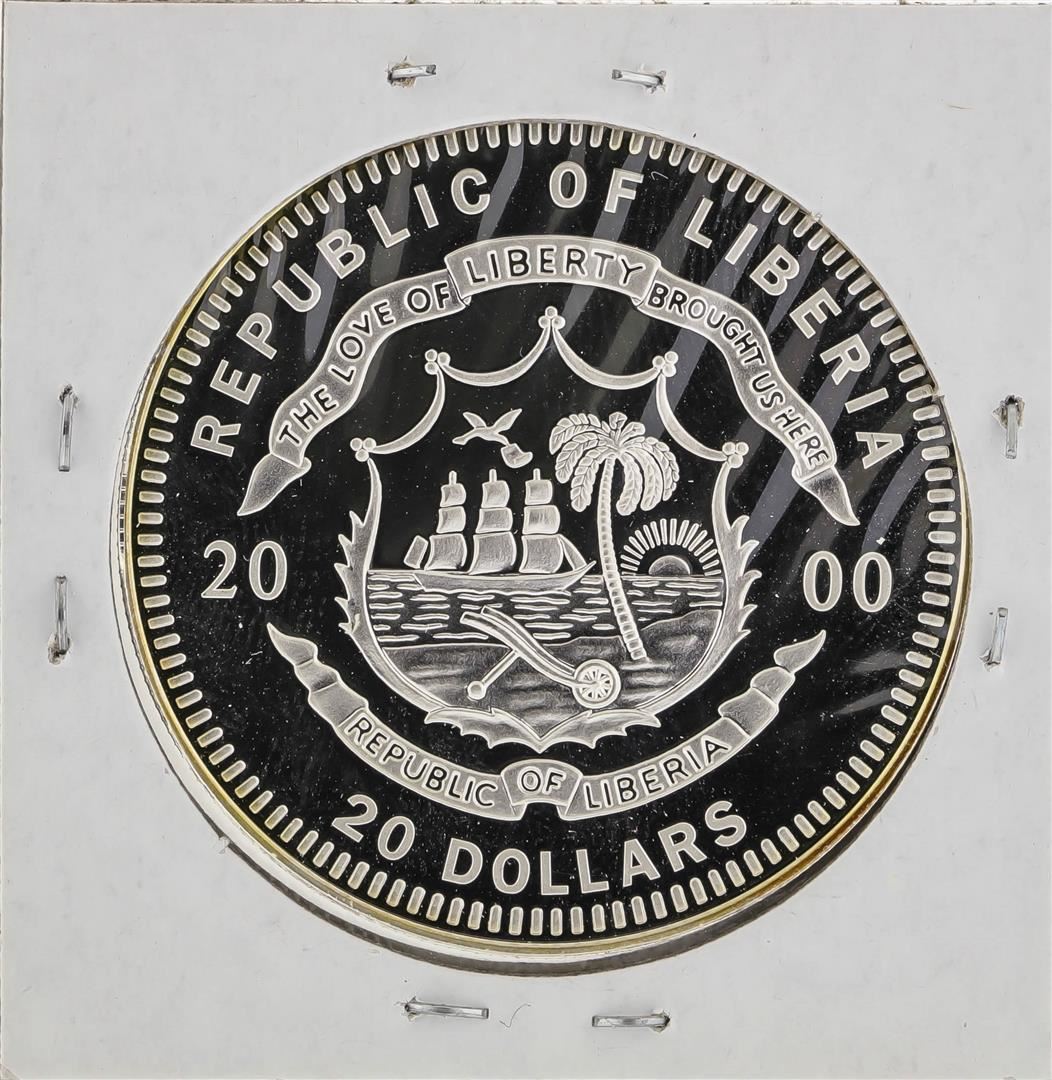 REPUBLIC OF LIBERIA
THE LOVE OF LIBERTY BROUGHT US HERE
20 00
REPUBLIC OF LIBERIA
20 DOLLARS